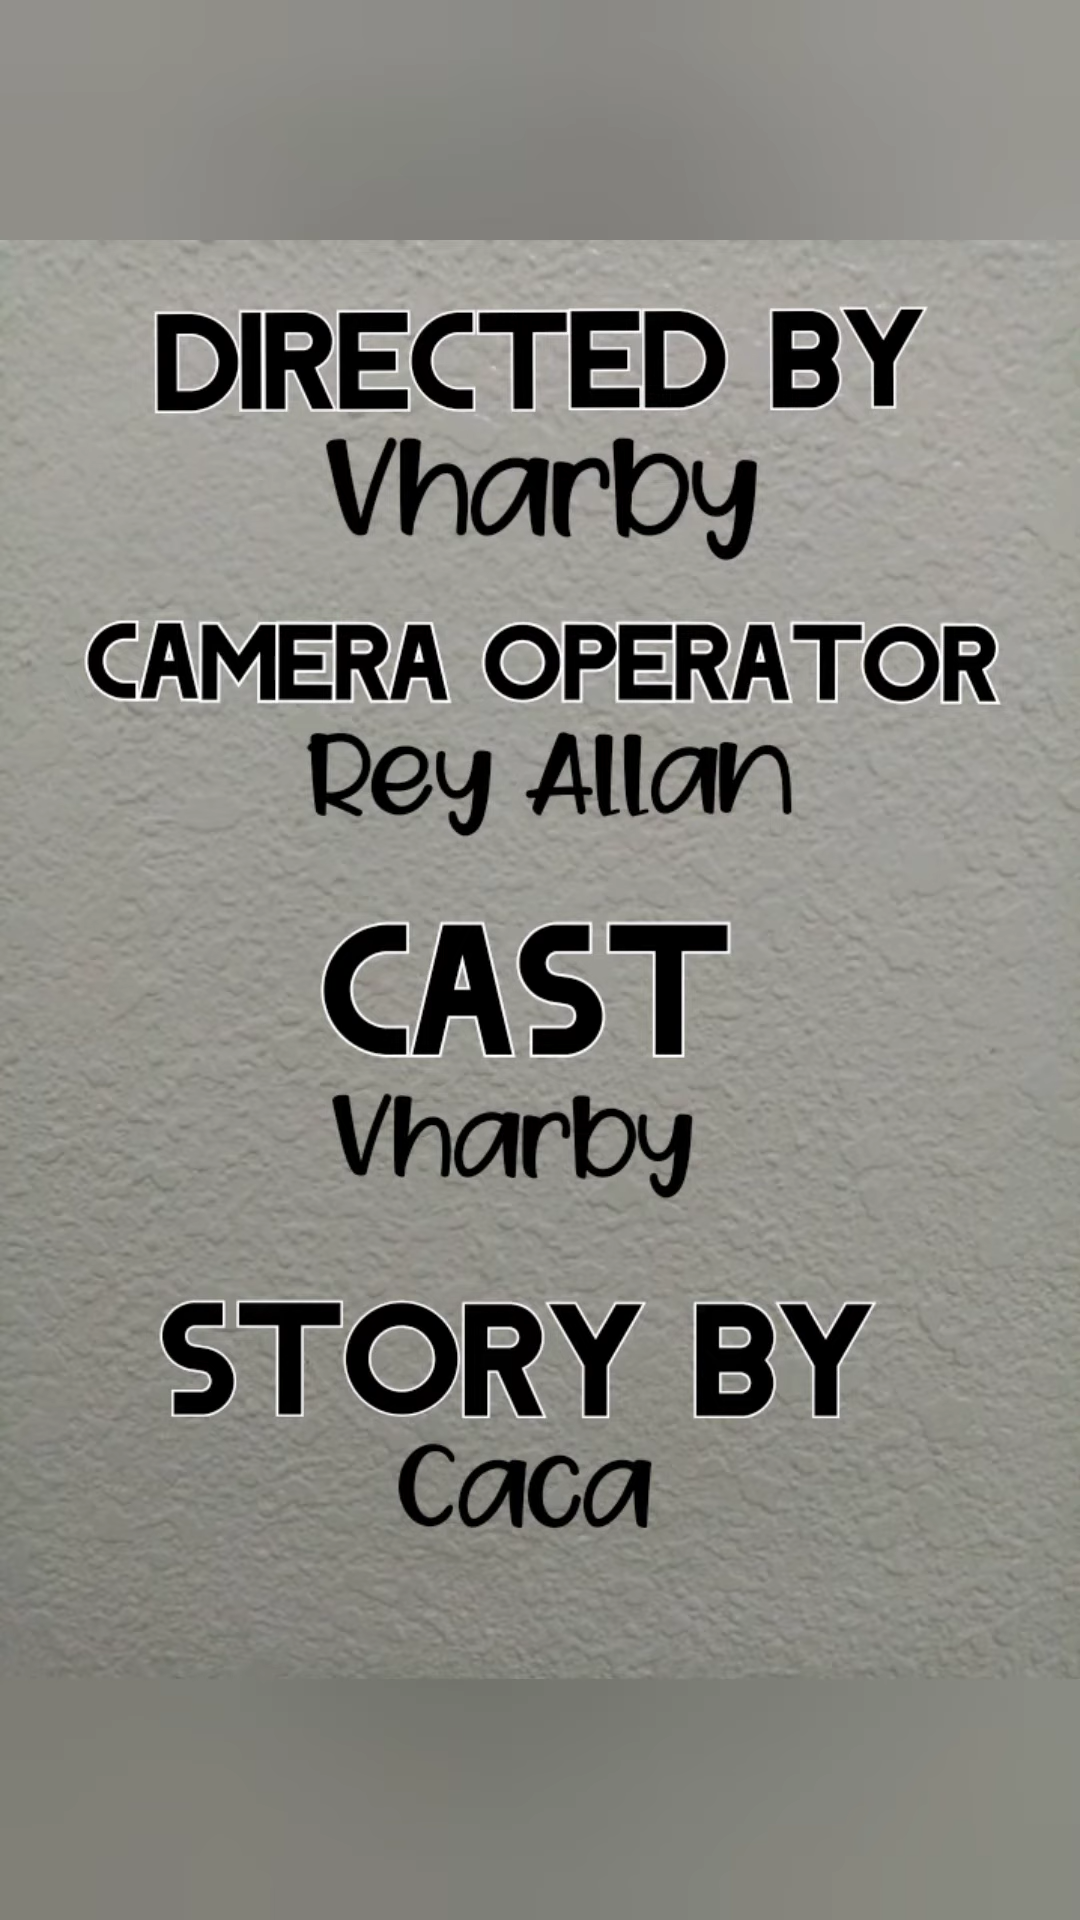 DIRECTED BY
Vharby
CAMERA OPERATOR
Rey Allan
CAST
Vharby
STORY BY
Caca